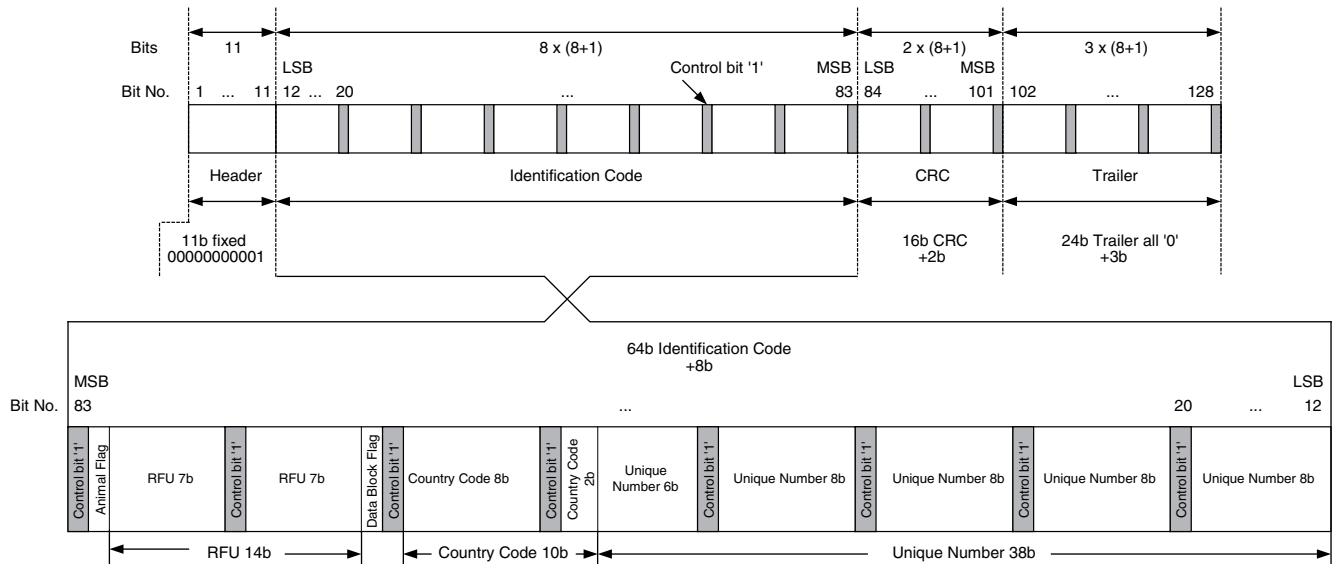 Bits 11 8 x (8+1) 2 x (8+1) 3 x (8+1)
LSB Control bit '1' MSB LSB MSB
Bit No. 1 ... 11 12 ... 20 ... 83 84 ... 101 102 ... 128
Header Identification Code CRC Trailer
11b fixed
00000000001
16b CRC
+2b
24b Trailer all '0'
+3b
64b Identification Code
+8b
MSB LSB
Bit No. 83 ... 20 ... 12
Control bit '1'
Animal Flag
RFU 7b
Control bit '1'
RFU 7b
Data Block Flag
Control bit '1'
Country Code 8b
Control bit '1'
Country Code
2b
Unique
Number 6b
Control bit '1'
Unique Number 8b
Control bit '1'
Unique Number 8b
Control bit '1'
Unique Number 8b
Control bit '1'
Unique Number 8b
RFU 14b Country Code 10b Unique Number 38b